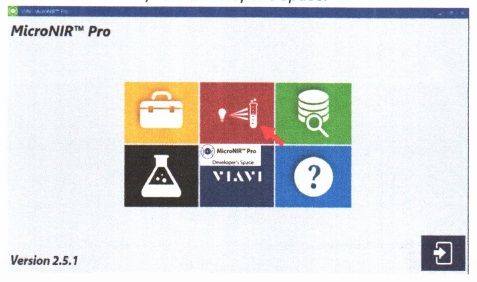 MicroNIR™ Pro
MicroNIR™ Pro
Developer's Space
VIAVI
?
Version 2.5.1